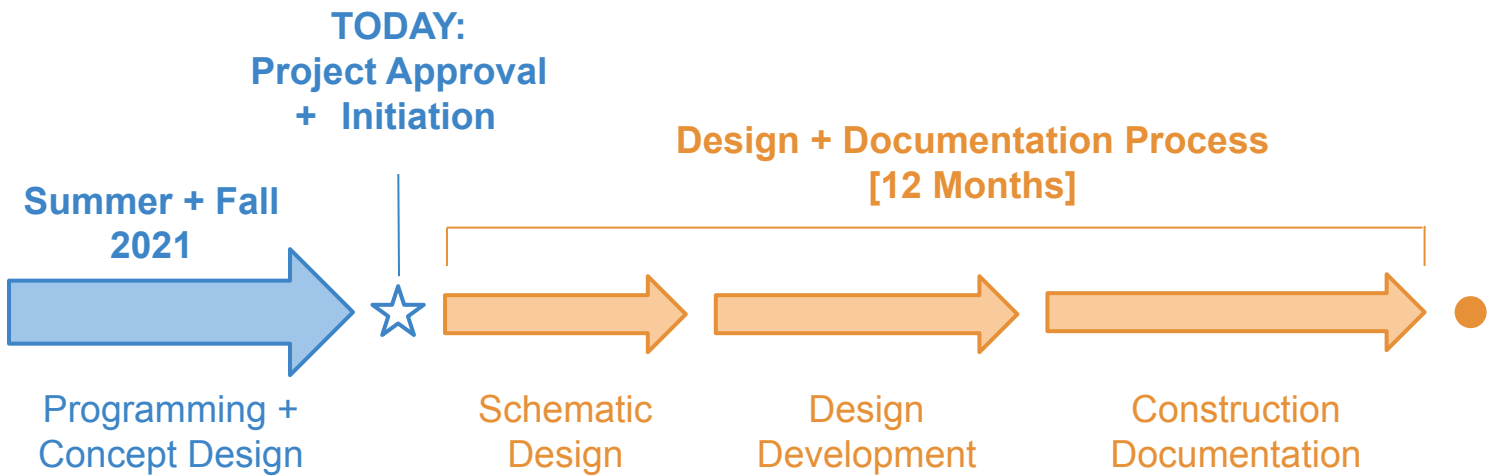 TODAY:
Project Approval
+ Initiation
Design + Documentation Process
[12 Months]
Summer + Fall
2021
Programming +
Concept Design
Schematic
Design
Design
Development
Construction
Documentation